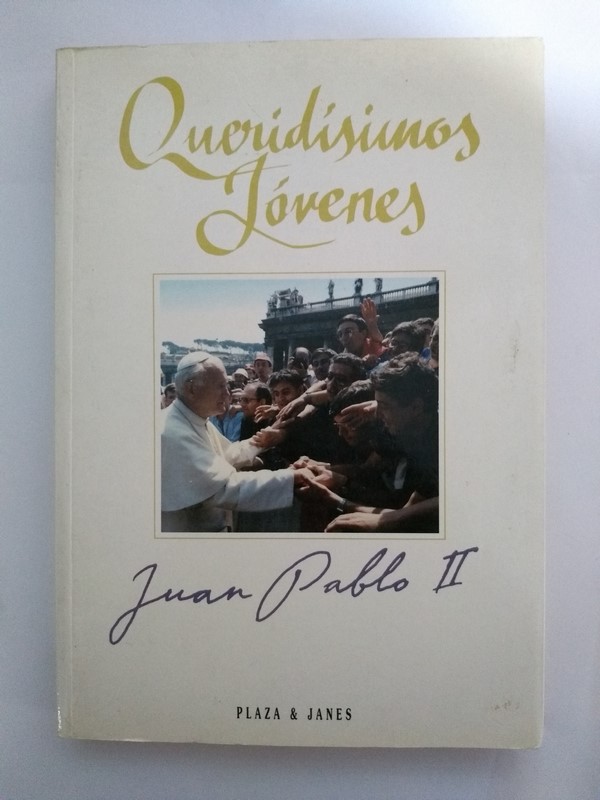 Queridísimos
Jóvenes
Juan Pablo II
PLAZA & JANES